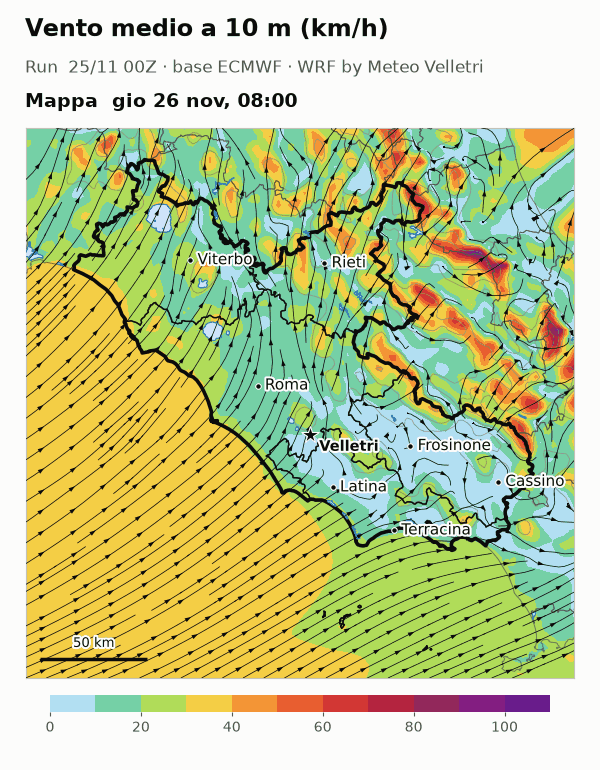 Vento medio a 10 m (km/h)
Run  25/11 00Z · base ECMWF · WRF by Meteo Velletri
Mappa  gio 26 nov, 08:00
Viterbo
Rieti
Roma
Velletri
Frosinone
Latina
Cassino
Terracina
50 km
0 20 40 60 80 100